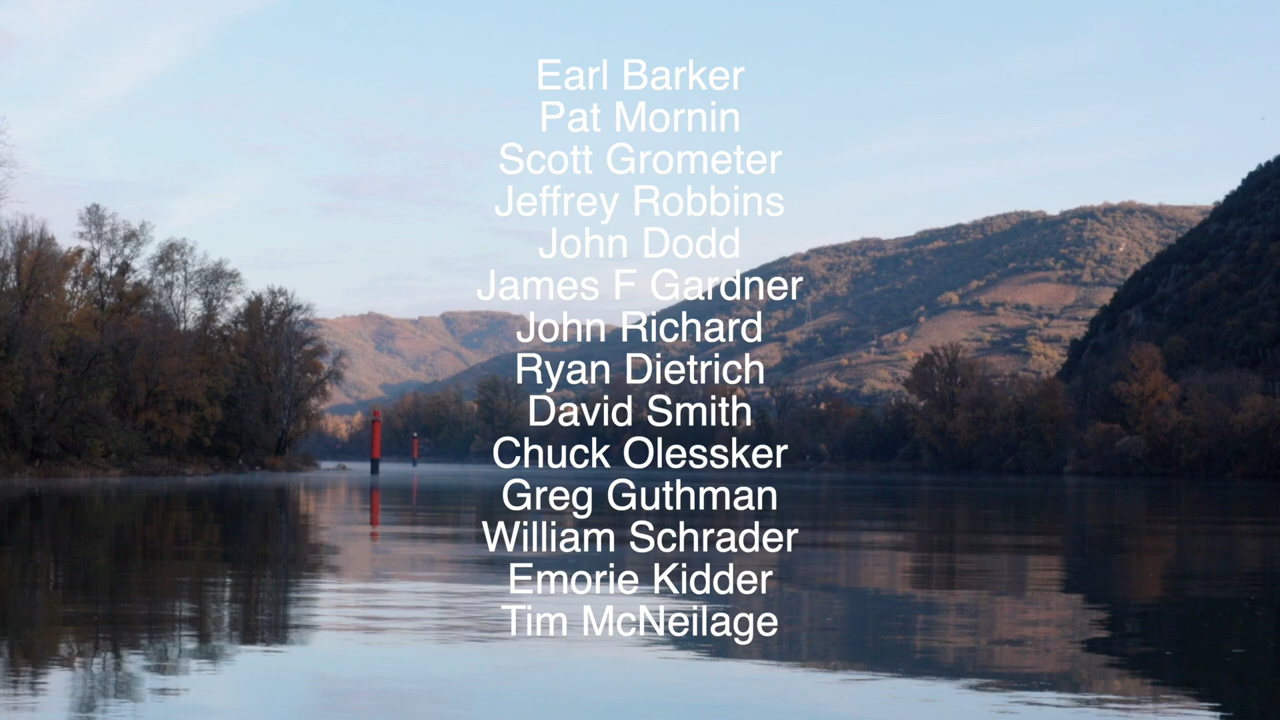 Earl Barker
Pat Mornin
Scott Grometer
Jeffrey Robbins
John Dodd
James F Gardner
John Richard
Ryan Dietrich
David Smith
Chuck Olessker
Greg Guthman
William Schrader
Emorie Kidder
Tim McNeilage